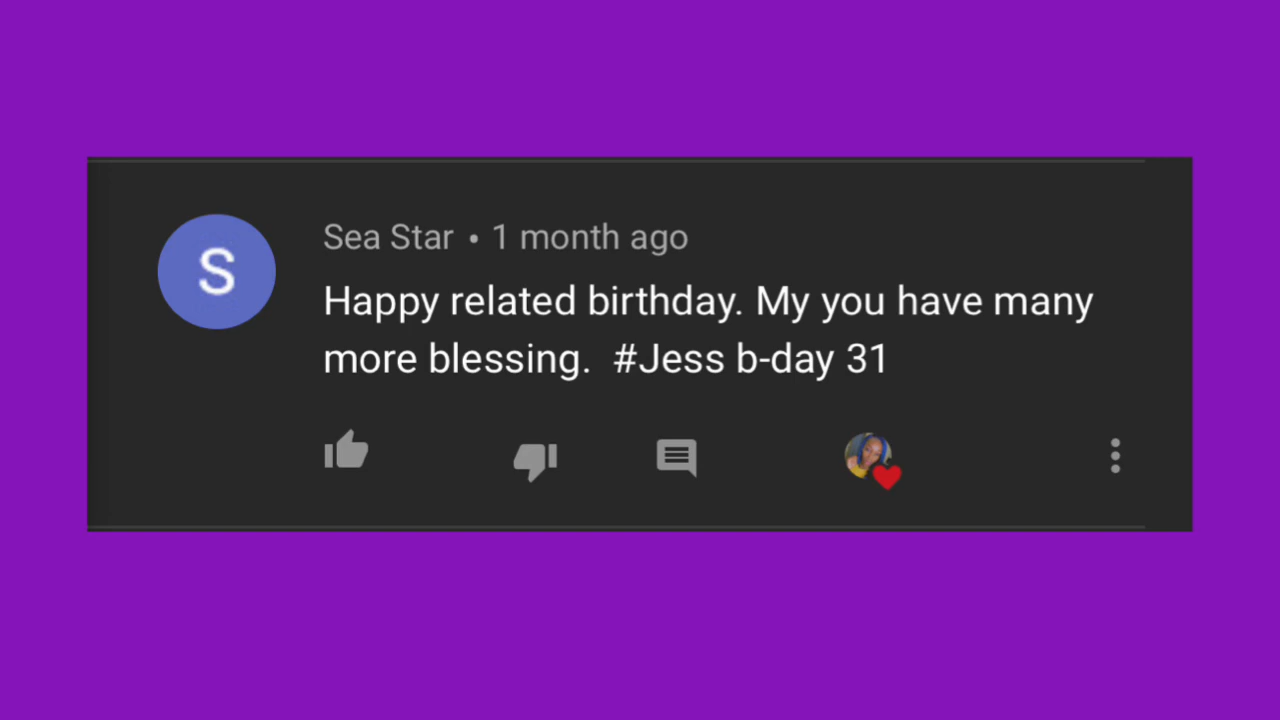 S
Sea Star • 1 month ago
Happy related birthday. My you have many
more blessing.  #Jess b-day 31